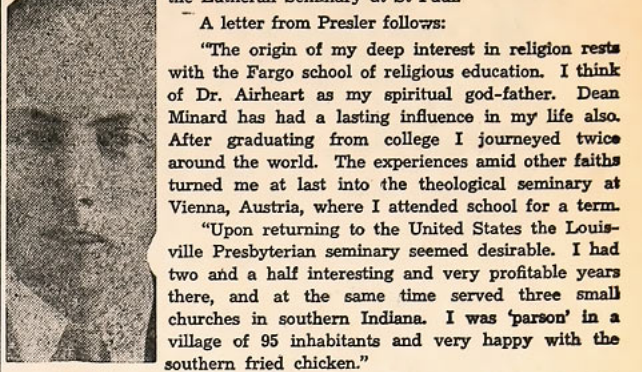 the Lutheran Seminary at St. Paul.
A letter from Presler follows:
"The origin of my deep interest in religion rests
with the Fargo school of religious education. I think
of Dr. Airheart as my spiritual god-father. Dean
Minard has had a lasting influence in my life also.
After graduating from college I journeyed twice
around the world. The experiences amid other faiths
turned me at last into the theological seminary at
Vienna, Austria, where I attended school for a term.
"Upon returning to the United States the Louis-
ville Presbyterian seminary seemed desirable. I had
two and a half interesting and very profitable years
there, and at the same time served three small
churches in southern Indiana. I was 'parson' in a
village of 95 inhabitants and very happy with the
southern fried chicken."